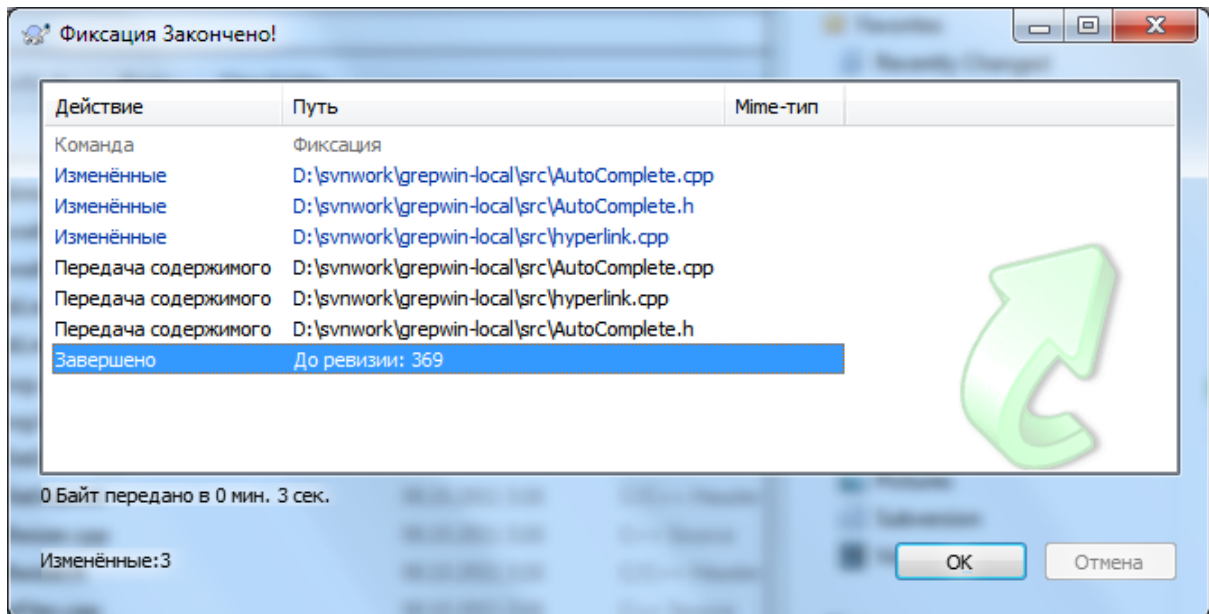 Фиксация Закончено!
Действие Путь Mime-тип
Команда Фиксация
Изменённые D:\svnwork\grepwin-local\src\AutoComplete.cpp
Изменённые D:\svnwork\grepwin-local\src\AutoComplete.h
Изменённые D:\svnwork\grepwin-local\src\hyperlink.cpp
Передача содержимого D:\svnwork\grepwin-local\src\AutoComplete.cpp
Передача содержимого D:\svnwork\grepwin-local\src\hyperlink.cpp
Передача содержимого D:\svnwork\grepwin-local\src\AutoComplete.h
Завершено До ревизии: 369
0 Байт передано в 0 мин. 3 сек.
Изменённые:3
OK Отмена